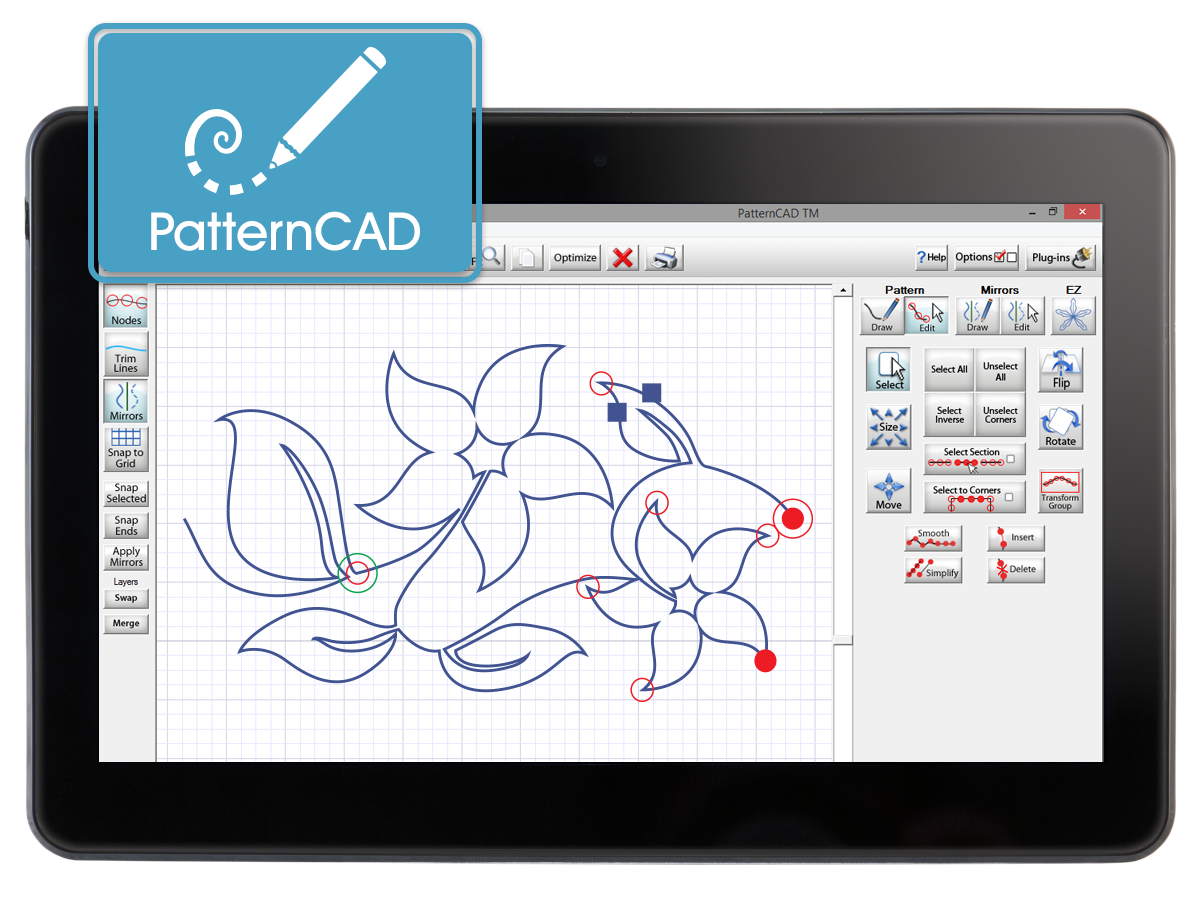 PatternCAD
PatternCAD TM
Optimize
?Help
Options
Plug-ins
Nodes
Trim
Lines
Mirrors
Snap to
Grid
Snap
Selected
Snap
Ends
Apply
Mirrors
Layers
Swap
Merge
Pattern
Mirrors
EZ
Draw
Edit
Draw
Edit
Select
Select All
Unselect
All
Flip
Size
Select
Inverse
Unselect
Corners
Rotate
Select Section
Move
Select to Corners
Transform
Group
Smooth
Insert
Simplify
Delete